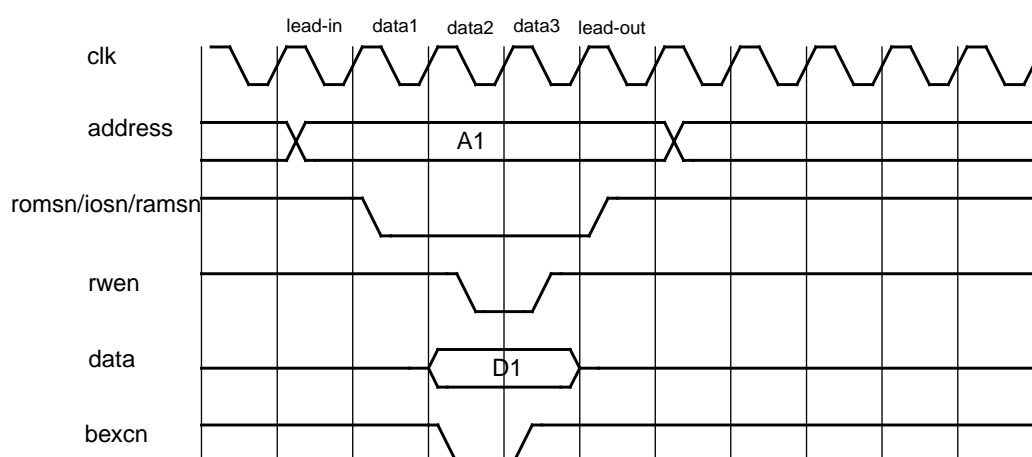 lead-in data1 data2 data3 lead-out
clk
address
A1
romsn/iosn/ramsn
rwen
data
D1
bexcn